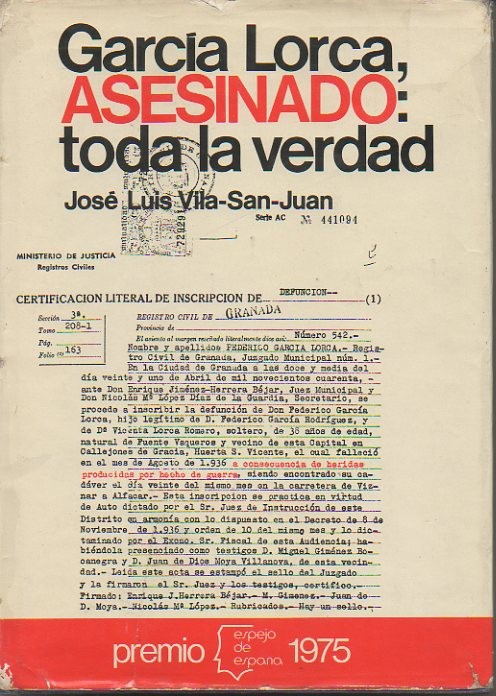 García Lorca,
ASESINADO:
toda la verdad
José Luis Vila-San-Juan
Serie AC № 441094
MINISTERIO DE JUSTICIA
Registros Civiles
CERTIFICACION LITERAL DE INSCRIPCION DE DEFUNCION-- (1)
Sección 3ª.
Tomo 208-1
Pág.
Folio (2) 163
REGISTRO CIVIL DE GRANADA
Provincia de
El asiento al margen reseñado literalmente dice así: Número 542.-
Nombre y apellidos FEDERICO GARCIA LORCA.- Regis-
tro Civil de Granada, Juzgado Municipal núm. 1.-
En la Ciudad de Granada a las doce y media del
día veinte y uno de Abril de mil novecientos cuarenta,
ante Don Enrique Jiménez-Herrera Béjar, Juez Municipal y
Don Nicolás Mª López Díaz de la Guardia, Secretario, se
procede a inscribir la defunción de Don Federico García
Lorca, hijo legítimo de D. Federico García Rodríguez, y
de Dª Vicenta Lorca Romero, soltero, de 38 años de edad,
natural de Fuente Vaqueros y vecino de esta Capital en
Callejones de Gracia, Huerta S. Vicente, el cual falleció
en el mes de Agosto de 1.936 a consecuencia de heridas
producidas por hecho de guerra, siendo encontrado su ca-
dáver el día veinte del mismo mes en la carretera de Viz-
nar a Alfacar.- Esta inscripción se practica en virtud
de Auto dictado por el Sr. Juez de Instrucción de este
Distrito en armonía con lo dispuesto en el Decreto de 8 de
Noviembre de 1.936 y orden de 10 del mismo mes y lo dic-
taminado por el Excmo. Sr. Fiscal de esta Audiencia; ha-
biéndola presenciado como testigos D. Miguel Giménez Bo-
canegra y D. Juan de Dios Moya Villanova, de esta vecin-
dad.- Leída este acta se estampó el sello del Juzgado
y la firmaron el Sr. Juez y los testigos, certifico.-
Firmado: Enrique J.Herrera Béjar.- M. Gimenez.- Juan de
D. Moya.- Nicolás Mª López.- Rubricados.- Hay un sello.-
premio espejo de españa 1975